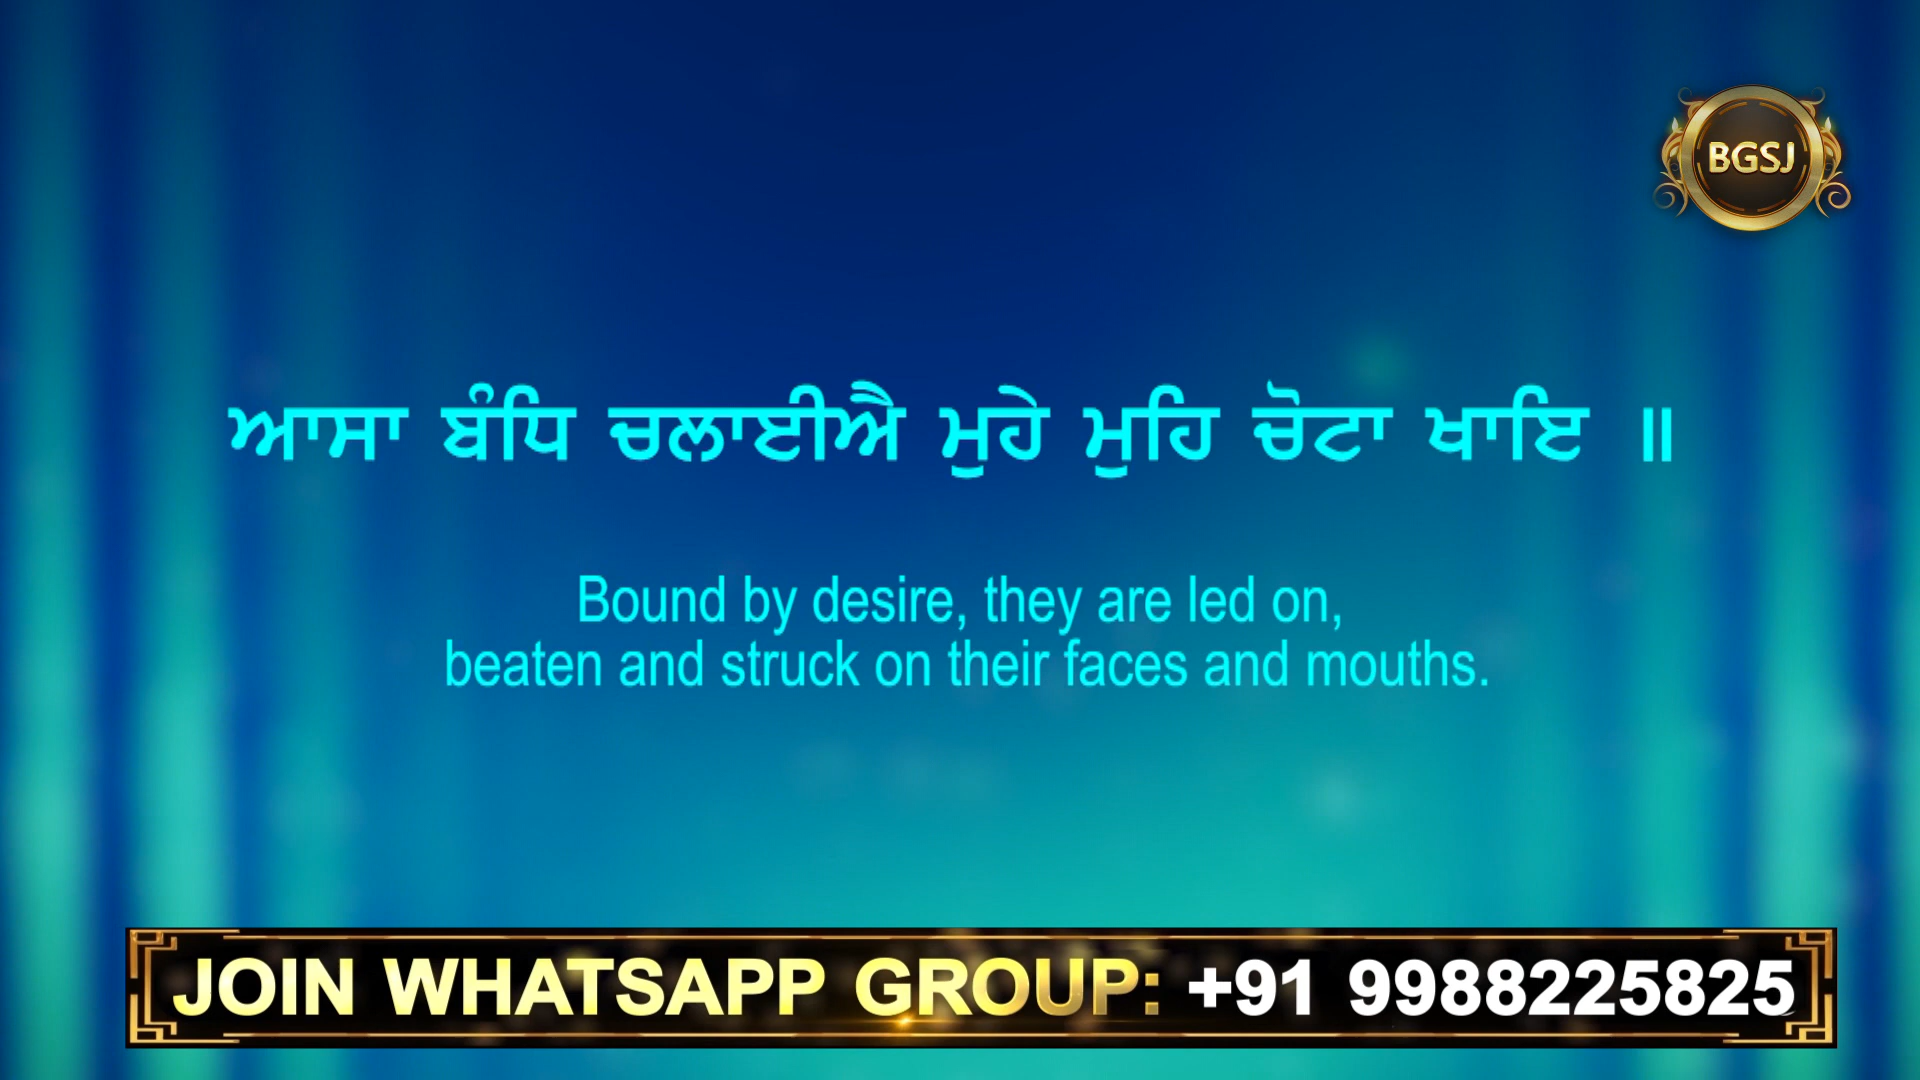 BGSJ
ਆਸਾ ਬੰਧਿ ਚਲਾਈਐ ਮੁਹੇ ਮੁਹਿ ਚੋਟਾ ਖਾਇ ॥
Bound by desire, they are led on,
beaten and struck on their faces and mouths.
JOIN WHATSAPP GROUP: +91 9988225825